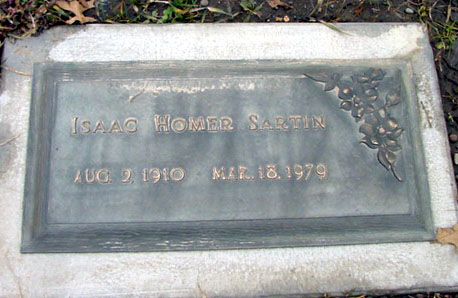 Isaac Homer Sartin
Aug. 2, 1910 Mar. 18, 1979